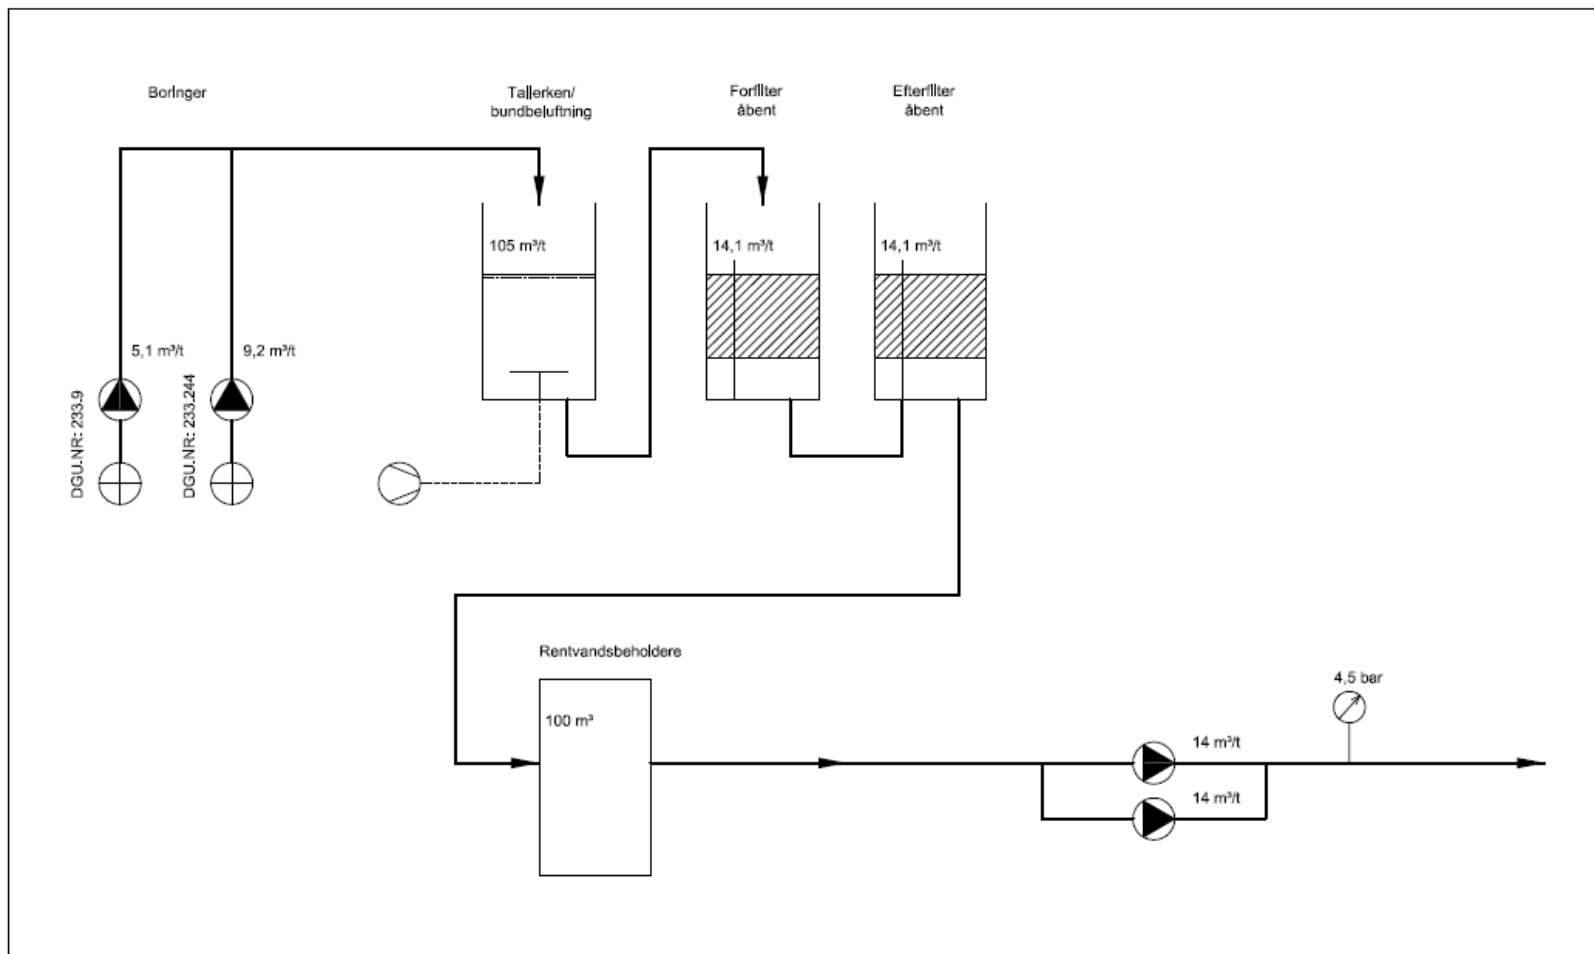 Boringer
Tallerken/
bundbeluftning
Forfilter
åbent
Efterfilter
åbent
105 m³/t
14,1 m³/t
14,1 m³/t
5,1 m³/t
9,2 m³/t
DGU.NR: 233.9
DGU.NR: 233.244
Rentvandsbeholdere
100 m³
4,5 bar
14 m³/t
14 m³/t